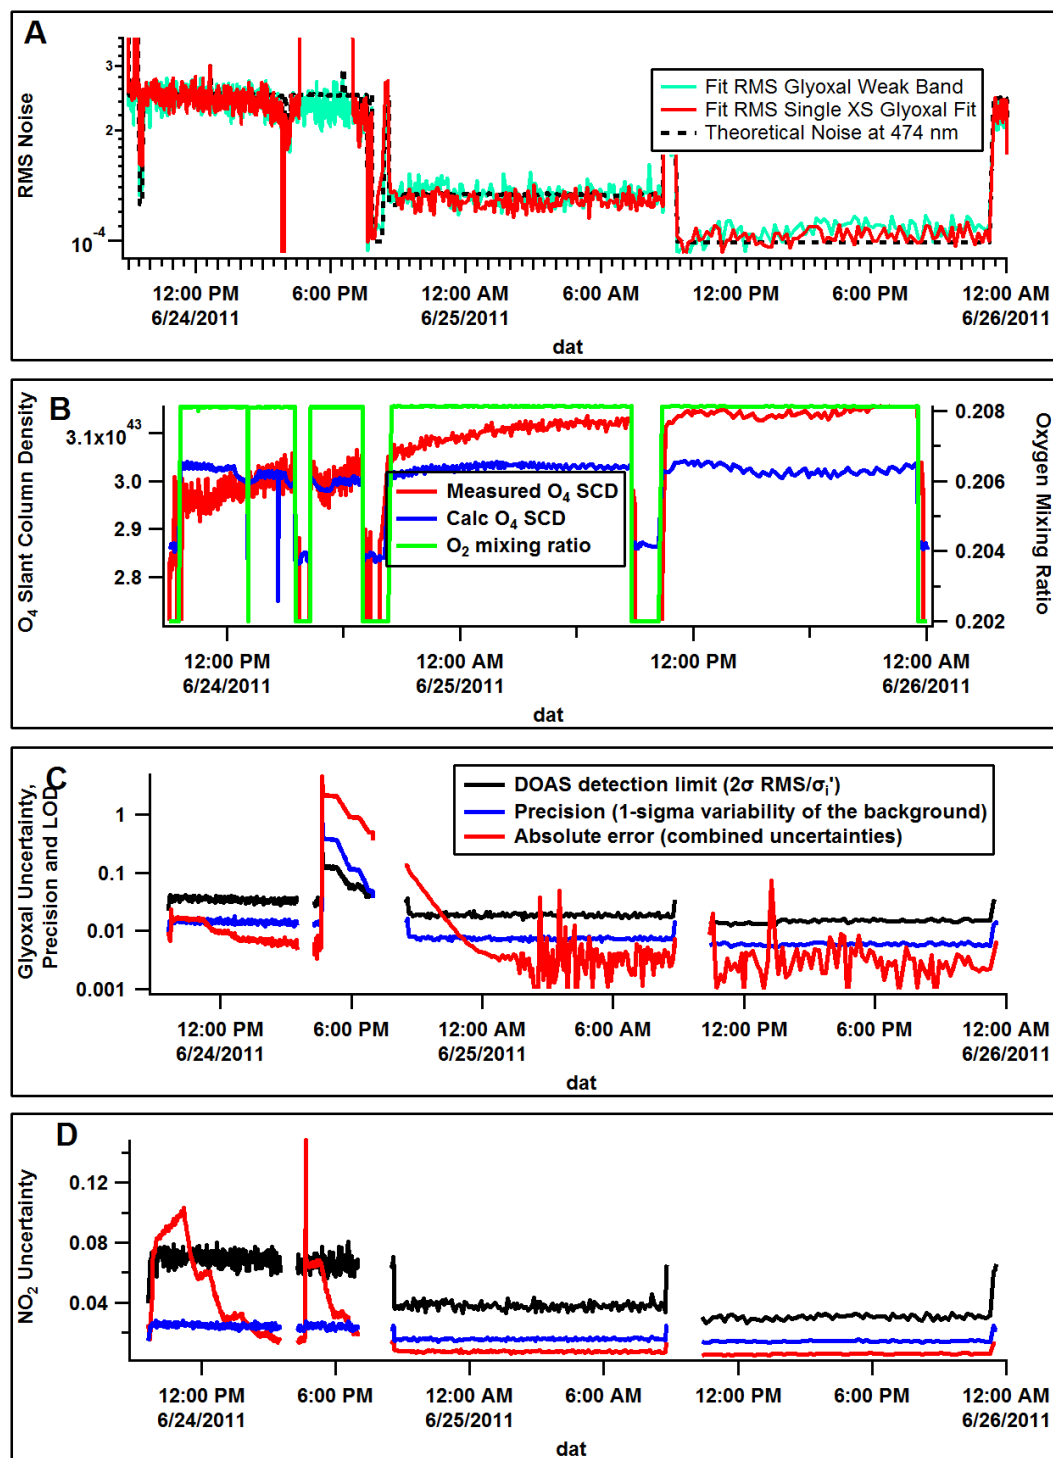 A
RMS Noise
3
2
10⁻⁴
Fit RMS Glyoxal Weak Band
Fit RMS Single XS Glyoxal Fit
Theoretical Noise at 474 nm
12:00 PM
6/24/2011
6:00 PM
12:00 AM
6/25/2011
6:00 AM
12:00 PM
6:00 PM
12:00 AM
6/26/2011
dat
B
O₄ Slant Column Density
3.1x10⁴³
3.0
2.9
2.8
Measured O₄ SCD
Calc O₄ SCD
O₂ mixing ratio
0.208
0.206
0.204
0.202
Oxygen Mixing
Ratio
12:00 PM
6/24/2011
12:00 AM
6/25/2011
12:00 PM
12:00 AM
6/26/2011
dat
C
Glyoxal Uncertainty,
Precision and LOD
1
0.1
0.01
0.001
DOAS detection limit (2σ RMS/σᵢ')
Precision (1-sigma variability of the background)
Absolute error (combined uncertainties)
12:00 PM
6/24/2011
6:00 PM
12:00 AM
6/25/2011
6:00 AM
12:00 PM
6:00 PM
12:00 AM
6/26/2011
dat
D
NO₂ Uncertainty
0.12
0.08
0.04
12:00 PM
6/24/2011
6:00 PM
12:00 AM
6/25/2011
6:00 AM
12:00 PM
6:00 PM
12:00 AM
6/26/2011
dat